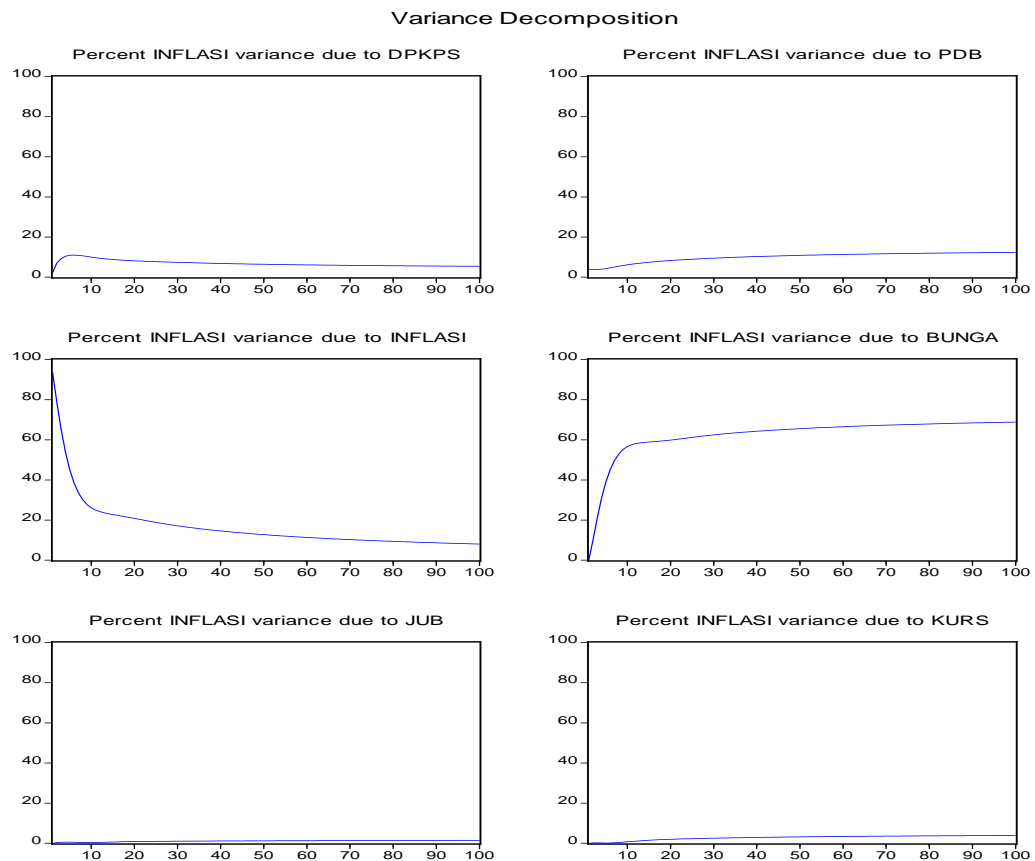 Variance Decomposition
Percent INFLASI variance due to DPKPS
100
80
60
40
20
0
10 20 30 40 50 60 70 80 90 100
Percent INFLASI variance due to PDB
100
80
60
40
20
0
10 20 30 40 50 60 70 80 90 100
Percent INFLASI variance due to INFLASI
100
80
60
40
20
0
10 20 30 40 50 60 70 80 90 100
Percent INFLASI variance due to BUNGA
100
80
60
40
20
0
10 20 30 40 50 60 70 80 90 100
Percent INFLASI variance due to JUB
100
80
60
40
20
0
10 20 30 40 50 60 70 80 90 100
Percent INFLASI variance due to KURS
100
80
60
40
20
0
10 20 30 40 50 60 70 80 90 100